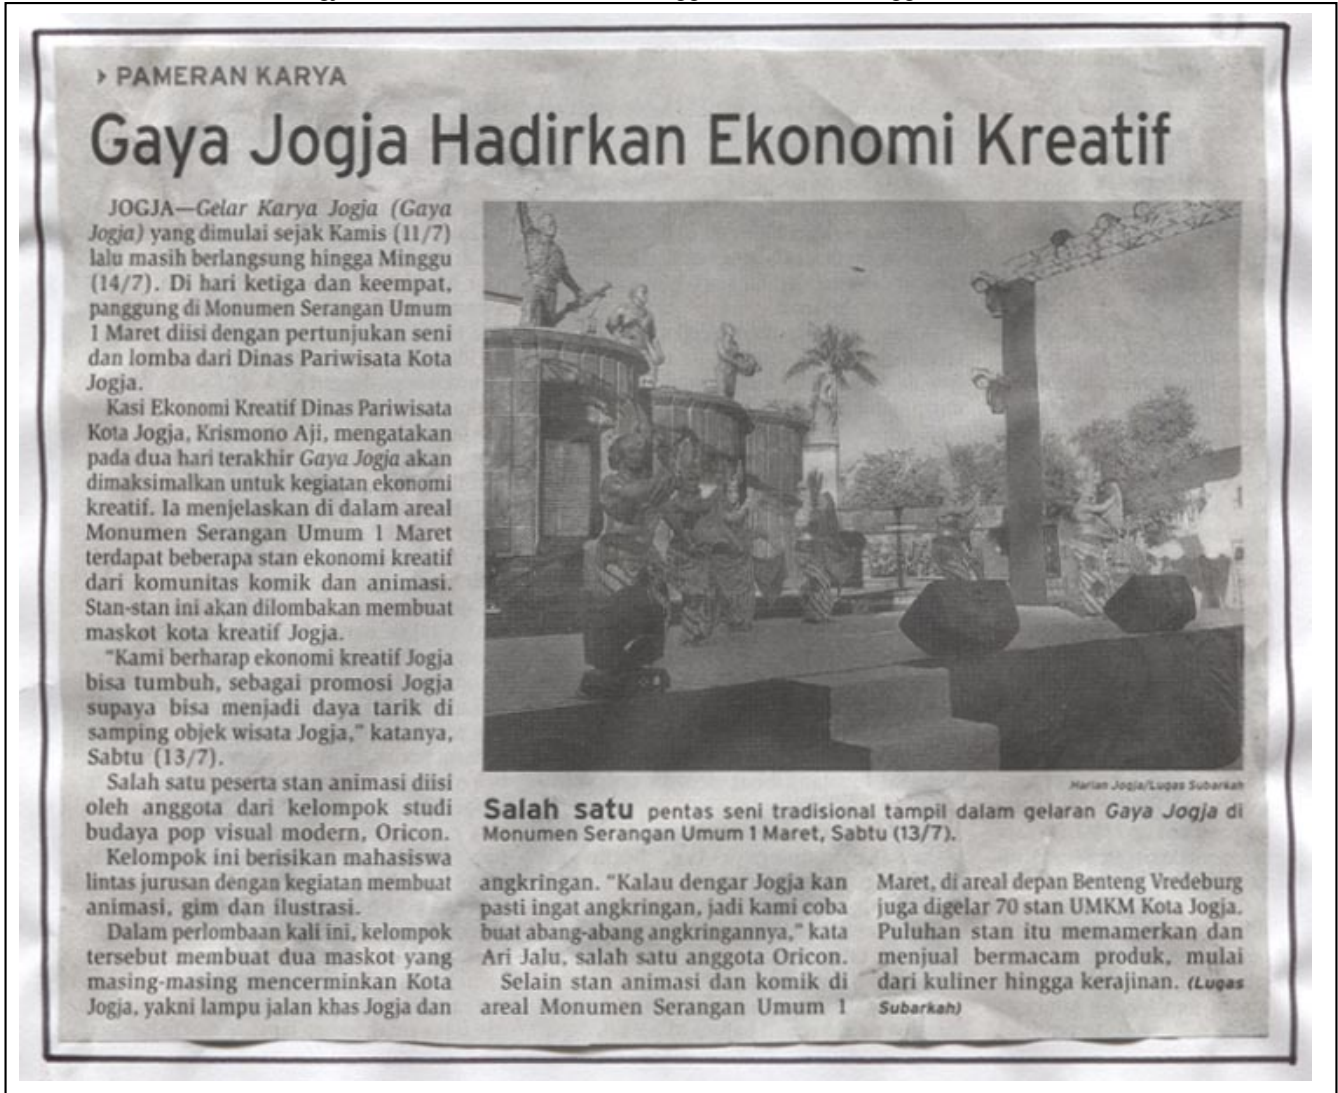 PAMERAN KARYA
Gaya Jogja Hadirkan Ekonomi Kreatif
JOGJA—Gelar Karya Jogja (Gaya
Jogja) yang dimulai sejak Kamis (11/7)
lalu masih berlangsung hingga Minggu
(14/7). Di hari ketiga dan keempat,
panggung di Monumen Serangan Umum
1 Maret diisi dengan pertunjukan seni
dan lomba dari Dinas Pariwisata Kota
Jogja.
Kasi Ekonomi Kreatif Dinas Pariwisata
Kota Jogja, Krismono Aji, mengatakan
pada dua hari terakhir Gaya Jogja akan
dimaksimalkan untuk kegiatan ekonomi
kreatif. Ia menjelaskan di dalam areal
Monumen Serangan Umum 1 Maret
terdapat beberapa stan ekonomi kreatif
dari komunitas komik dan animasi.
Stan-stan ini akan dilombakan membuat
maskot kota kreatif Jogja.
"Kami berharap ekonomi kreatif Jogja
bisa tumbuh, sebagai promosi Jogja
supaya bisa menjadi daya tarik di
samping objek wisata Jogja," katanya,
Sabtu (13/7).
Salah satu peserta stan animasi diisi
oleh anggota dari kelompok studi
budaya pop visual modern, Oricon.
Kelompok ini berisikan mahasiswa
lintas jurusan dengan kegiatan membuat
animasi, gim dan ilustrasi.
Dalam perlombaan kali ini, kelompok
tersebut membuat dua maskot yang
masing-masing mencerminkan Kota
Jogja, yakni lampu jalan khas Jogja dan
Harian Jogja/Lugas Subarkah
Salah satu pentas seni tradisional tampil dalam gelaran Gaya Jogja di
Monumen Serangan Umum 1 Maret, Sabtu (13/7).
angkringan. "Kalau dengar Jogja kan
pasti ingat angkringan, jadi kami coba
buat abang-abang angkringannya," kata
Ari Jalu, salah satu anggota Oricon.
Selain stan animasi dan komik di
areal Monumen Serangan Umum 1
Maret, di areal depan Benteng Vredeburg
juga digelar 70 stan UMKM Kota Jogja.
Puluhan stan itu memamerkan dan
menjual bermacam produk, mulai
dari kuliner hingga kerajinan. (Lugas
Subarkah)